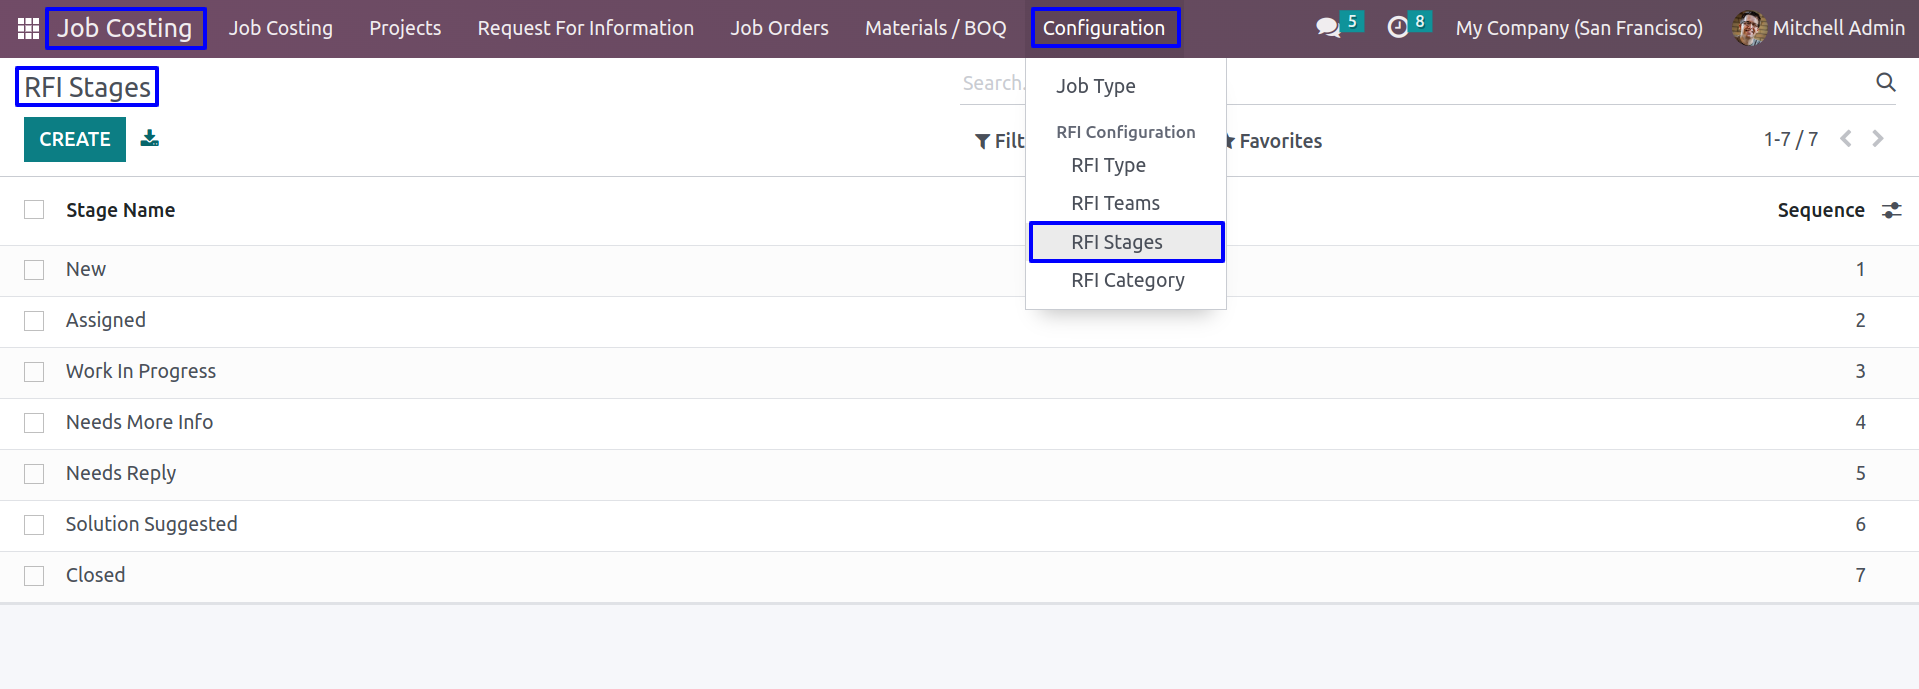 Job Costing Job Costing Projects Request For Information Job Orders Materials / BOQ Configuration 5 8 My Company (San Francisco) Mitchell Admin
RFI Stages
Search.
Job Type
CREATE
Filt
RFI Configuration
Favorites
1-7 / 7
RFI Type
RFI Teams
Stage Name
Sequence
RFI Stages
RFI Category
New 1
Assigned 2
Work In Progress 3
Needs More Info 4
Needs Reply 5
Solution Suggested 6
Closed 7